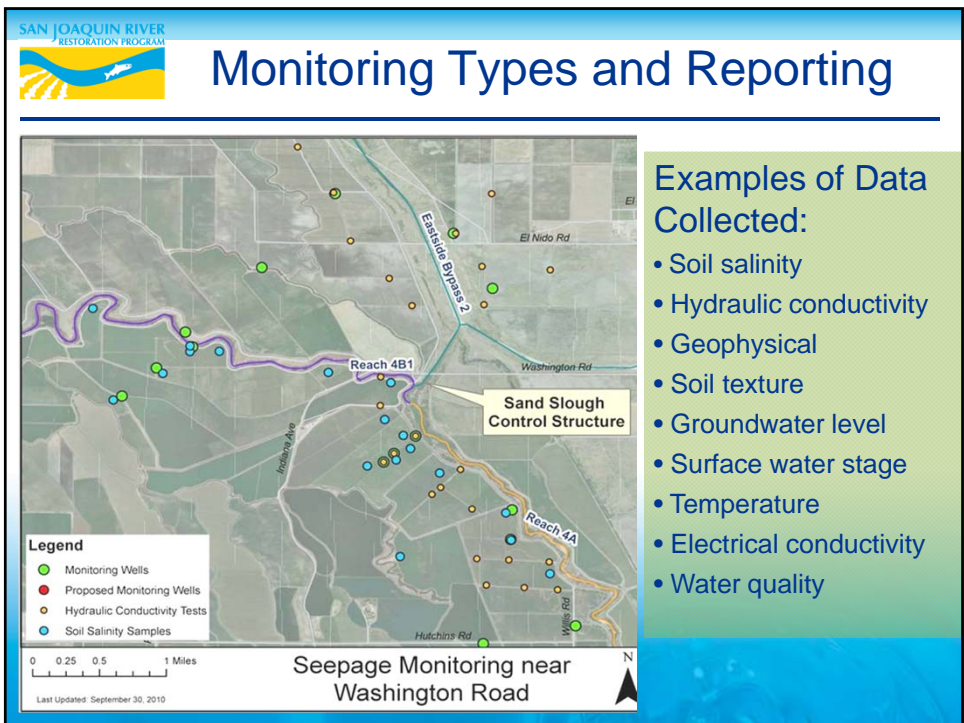 SAN JOAQUIN RIVER
RESTORATION PROGRAM
Monitoring Types and Reporting
El
El Nido Rd
Eastside Bypass 2
Reach 4B1
Washington Rd
Sand Slough
Control Structure
Indiana Ave
Reach 4A
Willis Rd
Hutchins Rd
Legend
Monitoring Wells
Proposed Monitoring Wells
Hydraulic Conductivity Tests
Soil Salinity Samples
0 0.25 0.5 1 Miles
Last Updated: September 30, 2010
Seepage Monitoring near
Washington Road
N
Examples of Data
Collected:
• Soil salinity
• Hydraulic conductivity
• Geophysical
• Soil texture
• Groundwater level
• Surface water stage
• Temperature
• Electrical conductivity
• Water quality